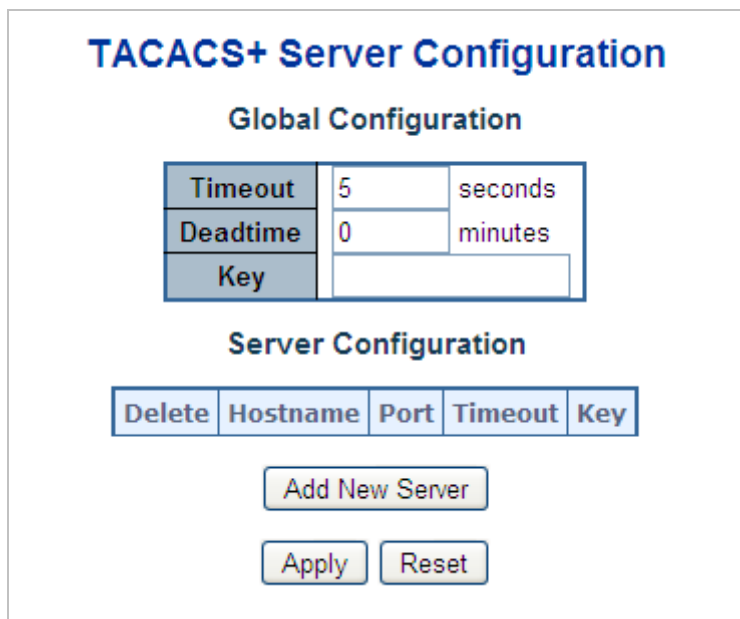 TACACS+ Server Configuration
Global Configuration
Timeout 5 seconds
Deadtime 0 minutes
Key
Server Configuration
Delete Hostname Port Timeout Key
Add New Server
Apply Reset